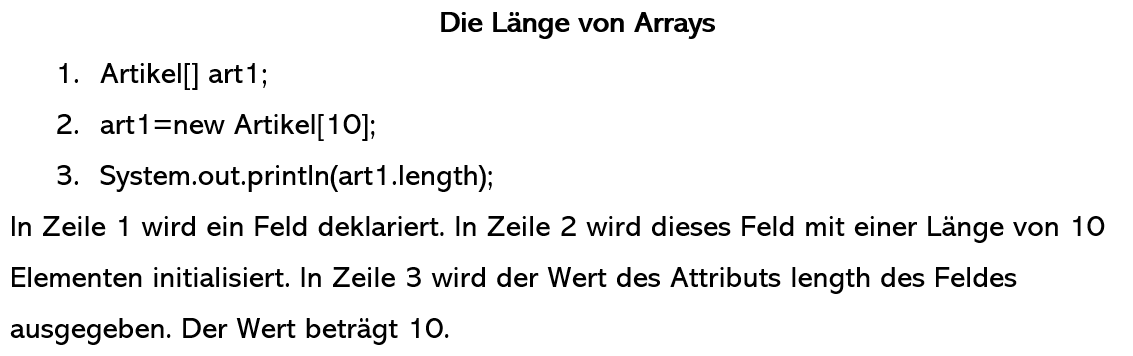 Die Länge von Arrays
1. Artikel[] art1;
2. art1=new Artikel[10];
3. System.out.println(art1.length);
In Zeile 1 wird ein Feld deklariert. In Zeile 2 wird dieses Feld mit einer Länge von 10
Elementen initialisiert. In Zeile 3 wird der Wert des Attributs length des Feldes
ausgegeben. Der Wert beträgt 10.